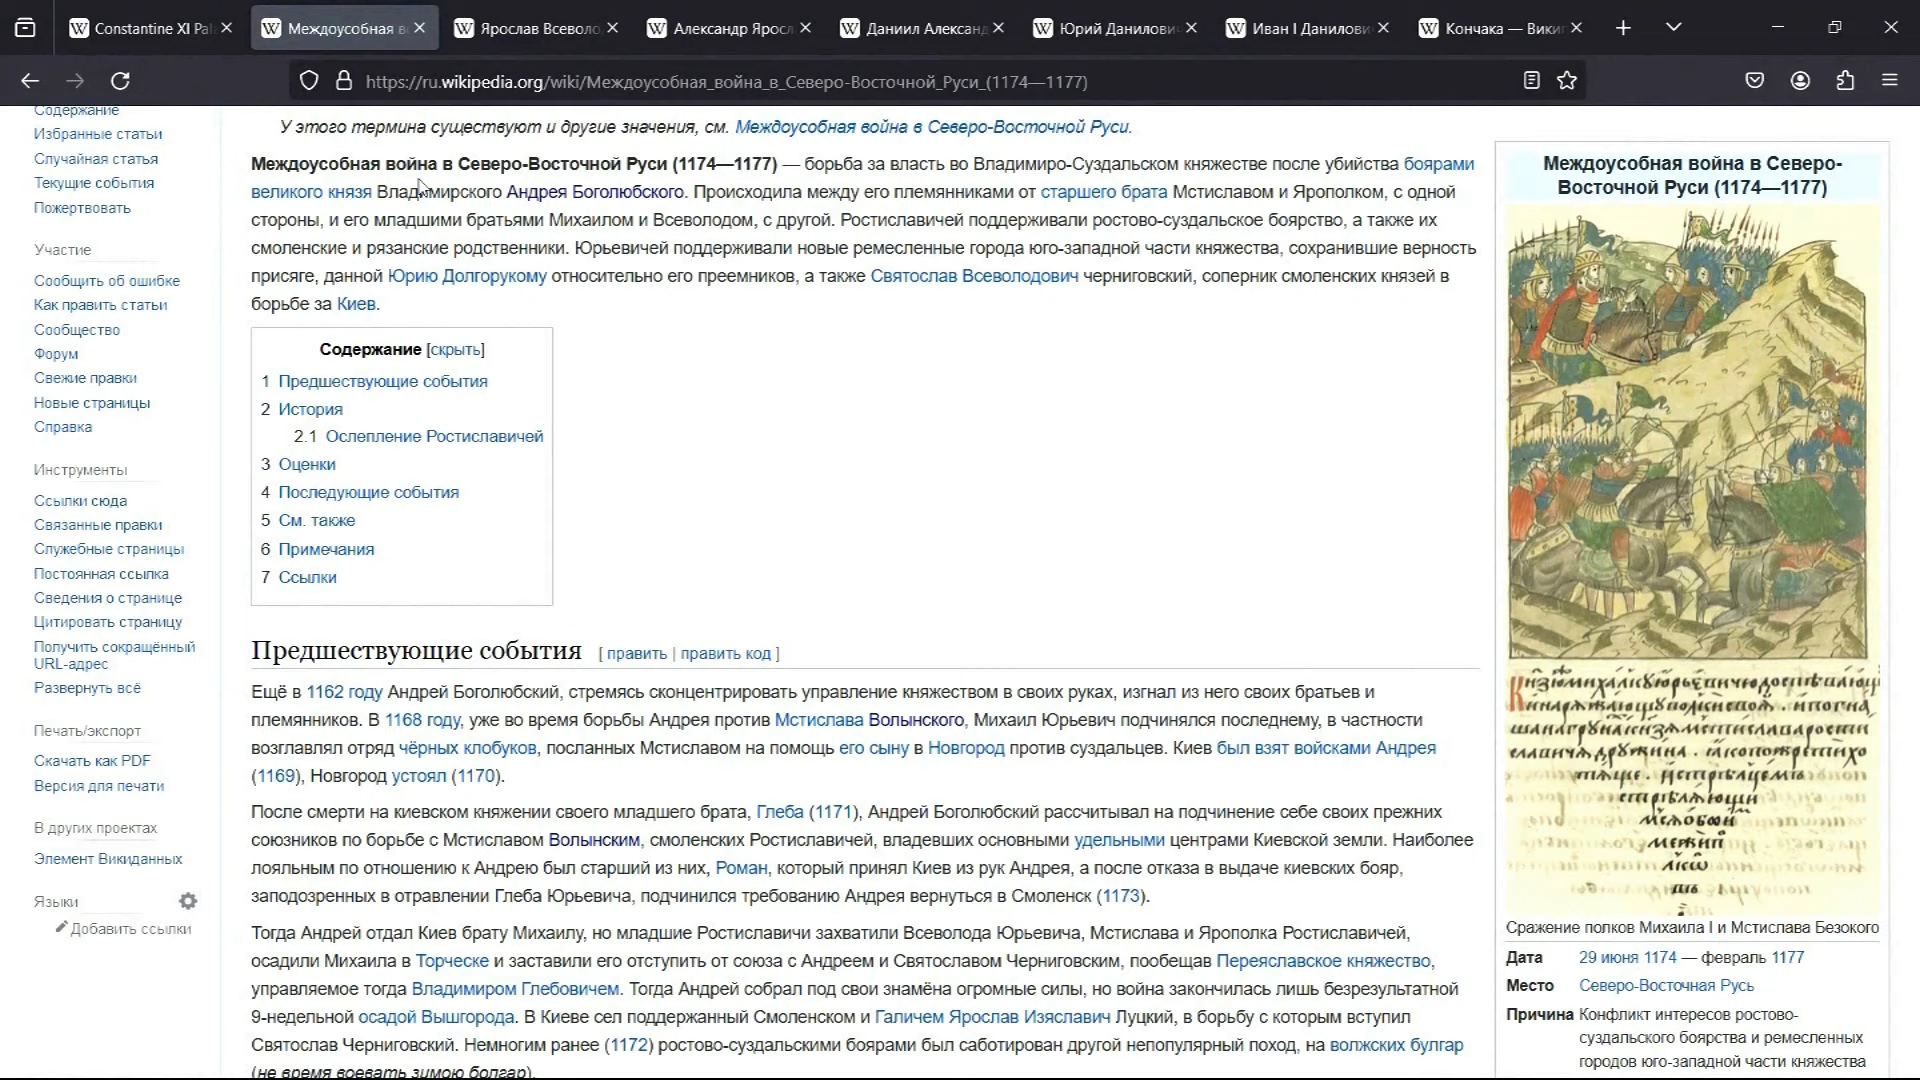 Constantine XI Pal
Междоусобная в
Ярослав Всеволо
Александр Яросл
Даниил Александ
Юрий Данилови
Иван I Данилови
Кончака — Вики
https://ru.wikipedia.org/wiki/Междоусобная_война_в_Северо-Восточной_Руси_(1174—1177)
Содержание
Избранные статьи
Случайная статья
Текущие события
Пожертвовать
Участие
Сообщить об ошибке
Как править статьи
Сообщество
Форум
Свежие правки
Новые страницы
Справка
Инструменты
Ссылки сюда
Связанные правки
Служебные страницы
Постоянная ссылка
Сведения о странице
Цитировать страницу
Получить сокращённый
URL-адрес
Развернуть всё
Печать/экспорт
Скачать как PDF
Версия для печати
В других проектах
Элемент Викиданных
Языки
Добавить ссылки
У этого термина существуют и другие значения, см. Междоусобная война в Северо-Восточной Руси.
Междоусобная война в Северо-Восточной Руси (1174—1177) — борьба за власть во Владимиро-Суздальском княжестве после убийства боярами
великого князя Владимирского Андрея Боголюбского. Происходила между его племянниками от старшего брата Мстиславом и Ярополком, с одной
стороны, и его младшими братьями Михаилом и Всеволодом, с другой. Ростиславичей поддерживали ростово-суздальское боярство, а также их
смоленские и рязанские родственники. Юрьевичей поддерживали новые ремесленные города юго-западной части княжества, сохранившие верность
присяге, данной Юрию Долгорукому относительно его преемников, а также Святослав Всеволодович черниговский, соперник смоленских князей в
борьбе за Киев.
Содержание [скрыть]
1 Предшествующие события
2 История
2.1 Ослепление Ростиславичей
3 Оценки
4 Последующие события
5 См. также
6 Примечания
7 Ссылки
Предшествующие события [ править | править код ]
Ещё в 1162 году Андрей Боголюбский, стремясь сконцентрировать управление княжеством в своих руках, изгнал из него своих братьев и
племянников. В 1168 году, уже во время борьбы Андрея против Мстислава Волынского, Михаил Юрьевич подчинялся последнему, в частности
возглавлял отряд чёрных клобуков, посланных Мстиславом на помощь его сыну в Новгород против суздальцев. Киев был взят войсками Андрея
(1169), Новгород устоял (1170).
После смерти на киевском княжении своего младшего брата, Глеба (1171), Андрей Боголюбский рассчитывал на подчинение себе своих прежних
союзников по борьбе с Мстиславом Волынским, смоленских Ростиславичей, владевших основными удельными центрами Киевской земли. Наиболее
лояльным по отношению к Андрею был старший из них, Роман, который принял Киев из рук Андрея, а после отказа в выдаче киевских бояр,
заподозренных в отравлении Глеба Юрьевича, подчинился требованию Андрея вернуться в Смоленск (1173).
Тогда Андрей отдал Киев брату Михаилу, но младшие Ростиславичи захватили Всеволода Юрьевича, Мстислава и Ярополка Ростиславичей,
осадили Михаила в Торческе и заставили его отступить от союза с Андреем и Святославом Черниговским, пообещав Переяславское княжество,
управляемое тогда Владимиром Глебовичем. Тогда Андрей собрал под свои знамёна огромные силы, но война закончилась лишь безрезультатной
9-недельной осадой Вышгорода. В Киеве сел поддержанный Смоленском и Галичем Ярослав Изяславич Луцкий, в борьбу с которым вступил
Святослав Черниговский. Немногим ранее (1172) ростово-суздальскими боярами был саботирован другой непопулярный поход, на волжских булгар
(не время воевать зимою болгар).
Междоусобная война в Северо-
Восточной Руси (1174—1177)
Сражение полков Михаила I и Мстислава Безокого
Дата 29 июня 1174 — февраль 1177
Место Северо-Восточная Русь
Причина Конфликт интересов ростово-
суздальского боярства и ремесленных
городов юго-западной части княжества